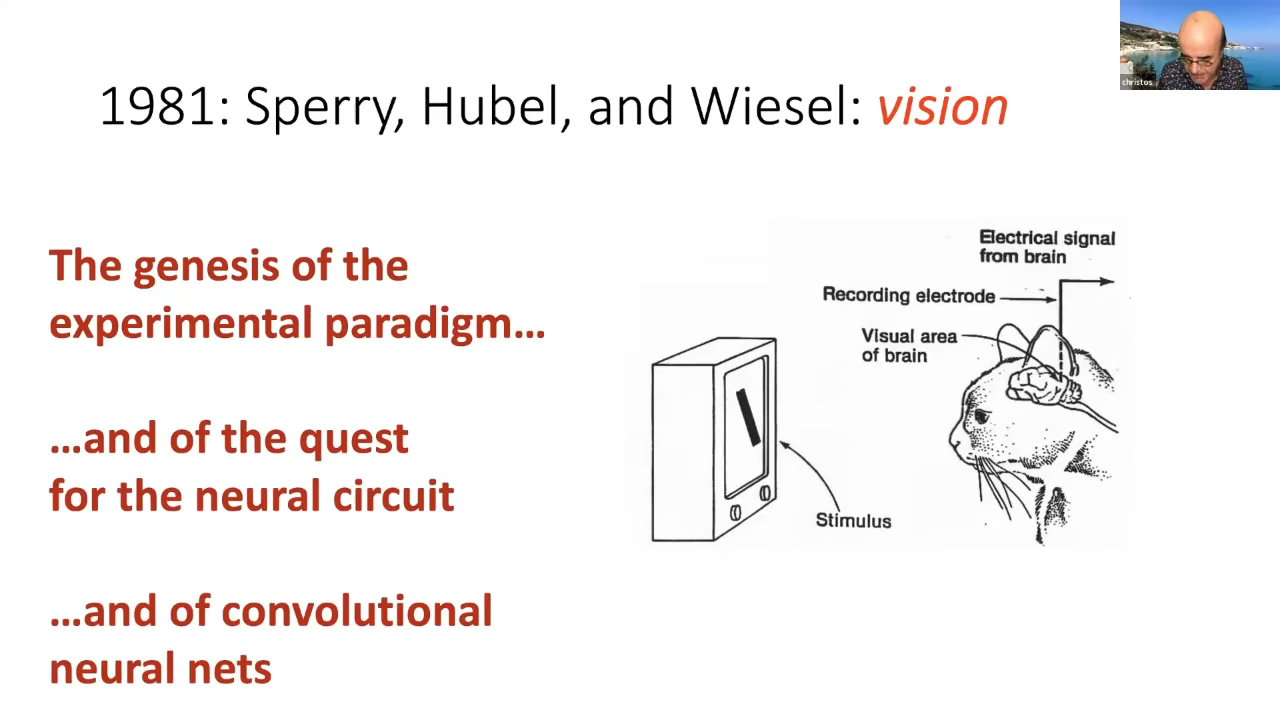 christos
1981: Sperry, Hubel, and Wiesel: vision
The genesis of the
experimental paradigm…
…and of the quest
for the neural circuit
…and of convolutional
neural nets
Electrical signal
from brain
Recording electrode
Visual area
of brain
Stimulus